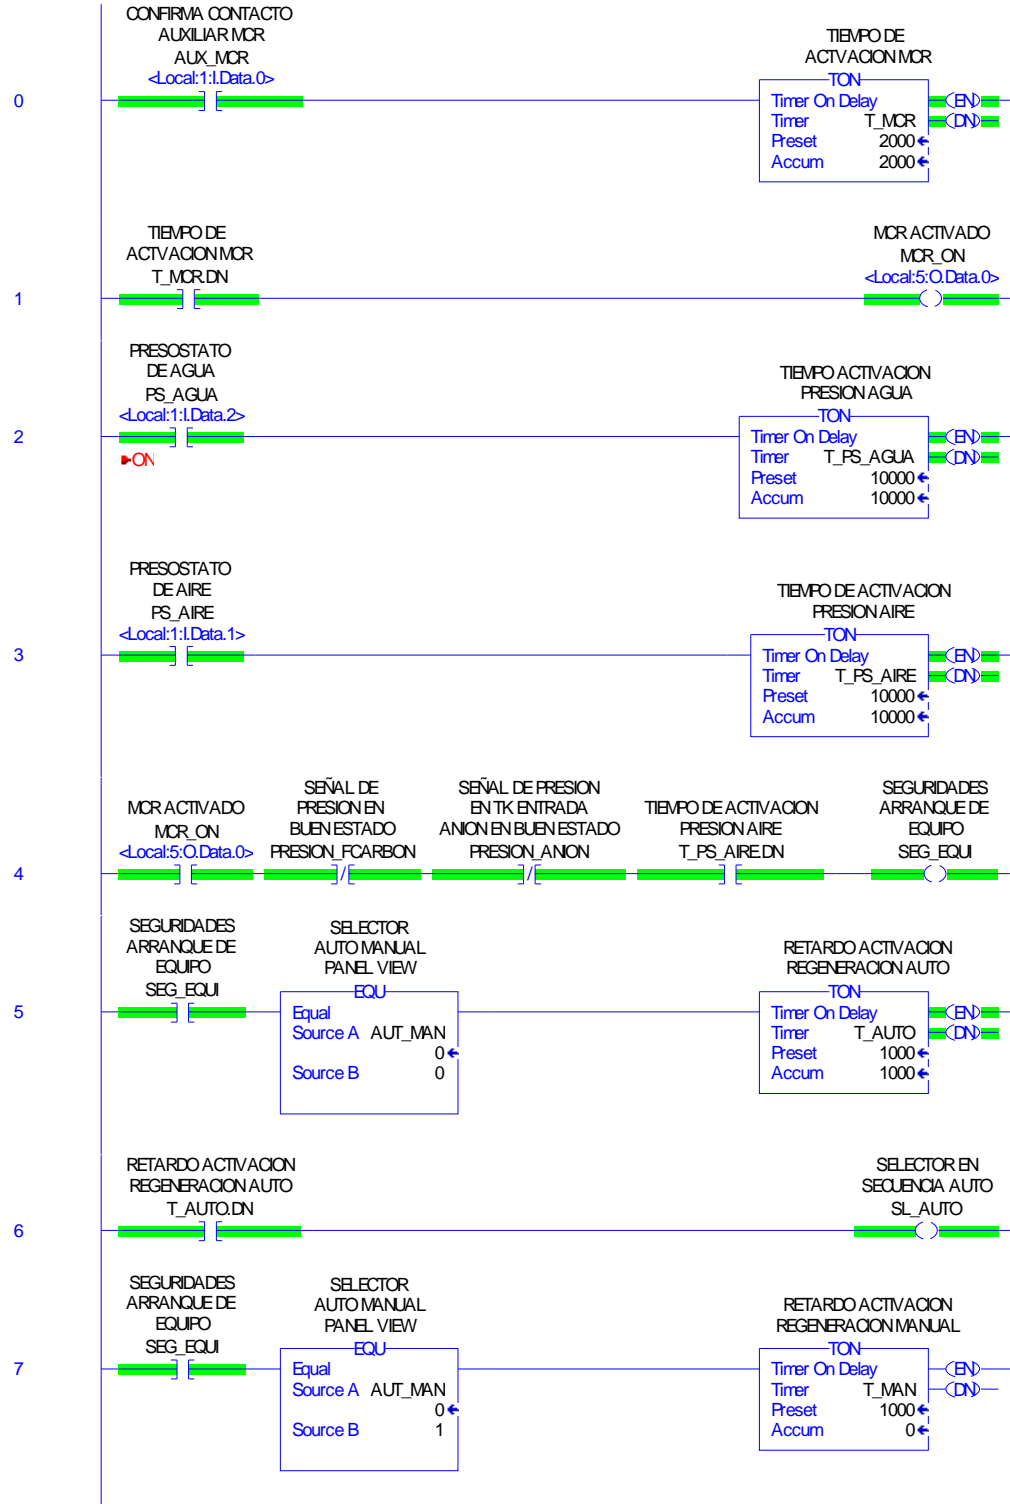 CONFIRMA CONTACTO
AUXILIAR MCR
AUX_MCR
<Local:1:I.Data.0>
TIEMPO DE
ACTVACION MCR
0
TON
Timer On Delay
Timer T_MCR
Preset 2000
Accum 2000
EN
DN
TIEMPO DE
ACTVACION MCR
T_MCR.DN
MCR ACTIVADO
MCR_ON
<Local:5:O.Data.0>
1
PRESOSTATO
DE AGUA
PS_AGUA
<Local:1:I.Data.2>
TIEMPO ACTIVACION
PRESION AGUA
2
ON
TON
Timer On Delay
Timer T_PS_AGUA
Preset 10000
Accum 10000
EN
DN
PRESOSTATO
DE AIRE
PS_AIRE
<Local:1:I.Data.1>
TIEMPO DE ACTIVACION
PRESION AIRE
3
TON
Timer On Delay
Timer T_PS_AIRE
Preset 10000
Accum 10000
EN
DN
MCR ACTIVADO
MCR_ON
<Local:5:O.Data.0>
SEÑAL DE
PRESION EN
BUEN ESTADO
PRESION_FCARBON
SEÑAL DE PRESION
EN TK ENTRADA
ANION EN BUEN ESTADO
PRESION_ANION
TIEMPO DE ACTIVACION
PRESION AIRE
T_PS_AIRE.DN
SEGURIDADES
ARRANQUE DE
EQUIPO
SEG_EQUI
4
SEGURIDADES
ARRANQUE DE
EQUIPO
SEG_EQUI
SELECTOR
AUTO MANUAL
PANEL VIEW
RETARDO ACTIVACION
REGENERACION AUTO
5
EQU
Equal
Source A AUT_MAN
0
Source B 0
TON
Timer On Delay
Timer T_AUTO
Preset 1000
Accum 1000
EN
DN
RETARDO ACTIVACION
REGENERACION AUTO
T_AUTO.DN
SELECTOR EN
SECUENCIA AUTO
SL_AUTO
6
SEGURIDADES
ARRANQUE DE
EQUIPO
SEG_EQUI
SELECTOR
AUTO MANUAL
PANEL VIEW
RETARDO ACTIVACION
REGENERACION MANUAL
7
EQU
Equal
Source A AUT_MAN
0
Source B 1
TON
Timer On Delay
Timer T_MAN
Preset 1000
Accum 0
EN
DN